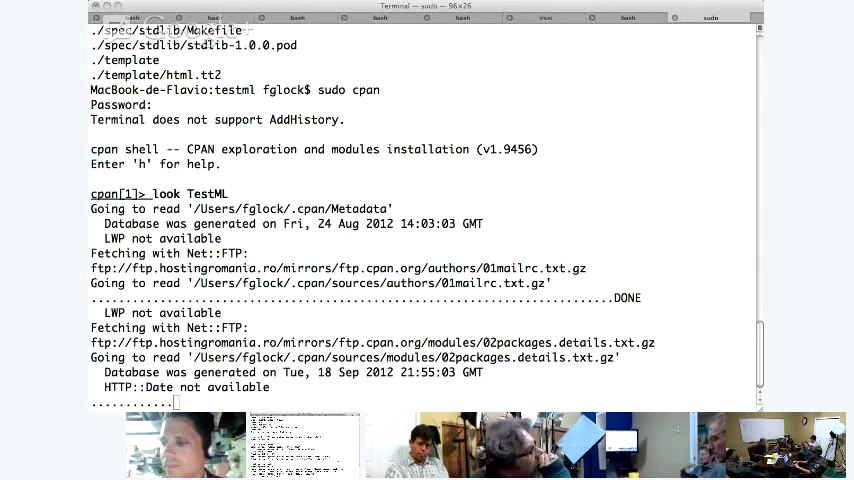 Terminal — sudo — 96×26
bash bash bash bash bash irssi bash sudo
./spec/stdlib/Makefile
./spec/stdlib/stdlib-1.0.0.pod
./template
./template/html.tt2
MacBook-de-Flavio:testml fglock$ sudo cpan
Password:
Terminal does not support AddHistory.
cpan shell -- CPAN exploration and modules installation (v1.9456)
Enter 'h' for help.
cpan[1]> look TestML
Going to read '/Users/fglock/.cpan/Metadata'
Database was generated on Fri, 24 Aug 2012 14:03:03 GMT
LWP not available
Fetching with Net::FTP:
ftp://ftp.hostingromania.ro/mirrors/ftp.cpan.org/authors/01mailrc.txt.gz
Going to read '/Users/fglock/.cpan/sources/authors/01mailrc.txt.gz'
............................................................................DONE
LWP not available
Fetching with Net::FTP:
ftp://ftp.hostingromania.ro/mirrors/ftp.cpan.org/modules/02packages.details.txt.gz
Going to read '/Users/fglock/.cpan/sources/modules/02packages.details.txt.gz'
Database was generated on Tue, 18 Sep 2012 21:55:03 GMT
HTTP::Date not available
............